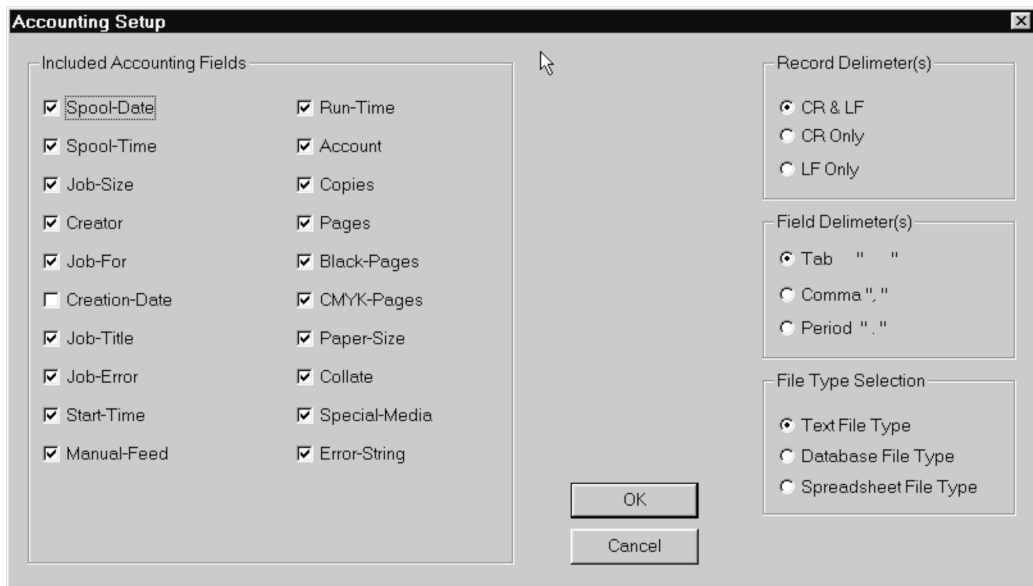 Accounting Setup
Included Accounting Fields
Spool-Date
Spool-Time
Job-Size
Creator
Job-For
Creation-Date
Job-Title
Job-Error
Start-Time
Manual-Feed
Run-Time
Account
Copies
Pages
Black-Pages
CMYK-Pages
Paper-Size
Collate
Special-Media
Error-String
Record Delimeter(s)
CR & LF
CR Only
LF Only
Field Delimeter(s)
Tab " "
Comma ", "
Period " . "
File Type Selection
Text File Type
Database File Type
Spreadsheet File Type
OK
Cancel